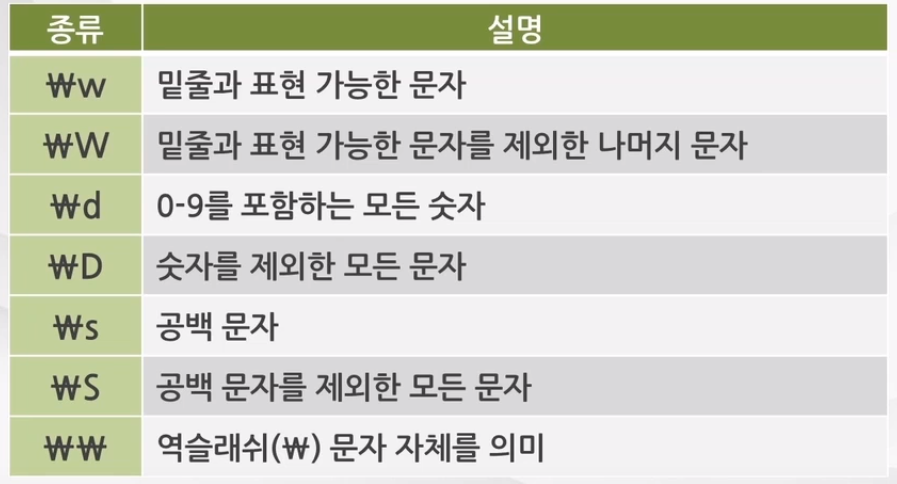 종류 설명
₩w 밑줄과 표현 가능한 문자
₩W 밑줄과 표현 가능한 문자를 제외한 나머지 문자
₩d 0-9를 포함하는 모든 숫자
₩D 숫자를 제외한 모든 문자
₩s 공백 문자
₩S 공백 문자를 제외한 모든 문자
₩₩ 역슬래쉬(₩) 문자 자체를 의미